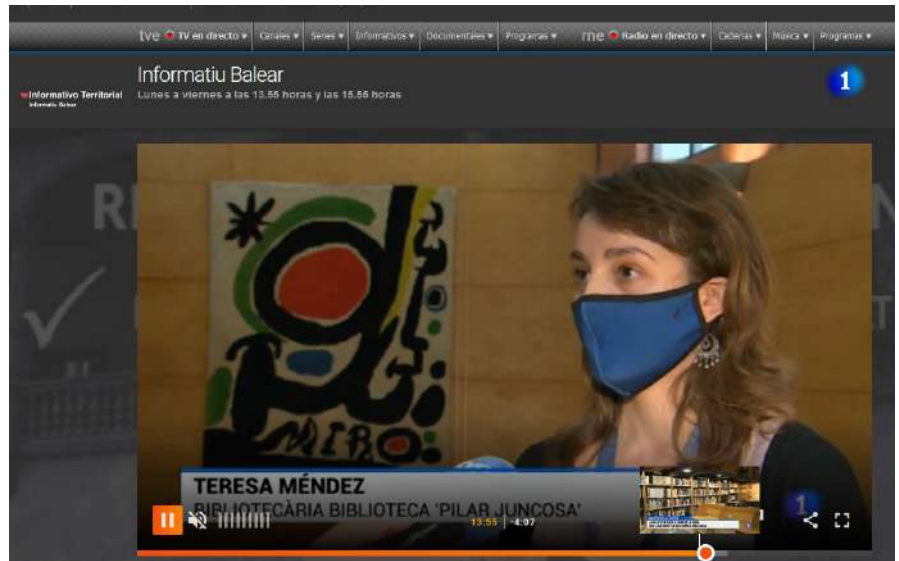 tve TV en directo Canales Series Informativos Documentales Programas rne Radio en directo Cadenas Música Programas
Informatiu Balear
Lunes a viernes a las 13.55 horas y las 15.55 horas
Informativo Territorial
Informatiu Balear
1
MIRÓ
TERESA MÉNDEZ
BIBLIOTECÀRIA BIBLIOTECA 'PILAR JUNCOSA'
13:55 -4:07
1